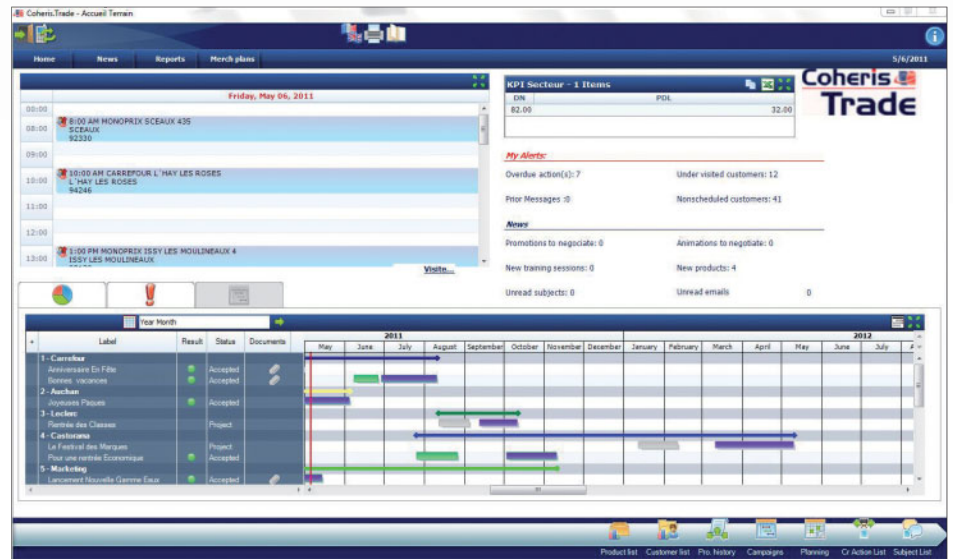 Coheris.Trade - Accueil Terrain
Home News Reports Merch plans 5/6/2011
Coheris
Trade
Friday, May 06, 2011
00:00
08:00 8:00 AM MONOPRIX SCEAUX 435
SCEAUX
92330
09:00
10:00 10:00 AM CARREFOUR L`HAY LES ROSES
L`HAY LES ROSES
94246
11:00
12:00
13:00 1:00 PM MONOPRIX ISSY LES MOULINEAUX 4
ISSY LES MOULINEAUX
Visite...
KPI Secteur - 1 Items
DN PDL
82.00 32.00
My Alerts:
Overdue action(s): 7 Under visited customers: 12
Prior Messages :0 Nonscheduled customers: 41
News
Promotions to negociate: 0 Animations to negotiate: 0
New training sessions: 0 New products: 4
Unread subjects: 0 Unread emails 0
Year Month
+ Label Result Status Documents
2011 2012
May June July August September October November December January February March April May June July
1 - Carrefour
Anniversaire En Fête Accepted
Bonnes vacances Accepted
2 - Auchan
Joyeuses Paques Accepted
3 - Leclerc
Rentrée des Classes Project
4 - Castorama
Le Festival des Marques Project
Pour une rentrée Economique Accepted
5 - Marketing
Lancement Nouvelle Gamme Eaux Accepted
Product list Customer list Pro. history Campaigns Planning Cr Action List Subject List